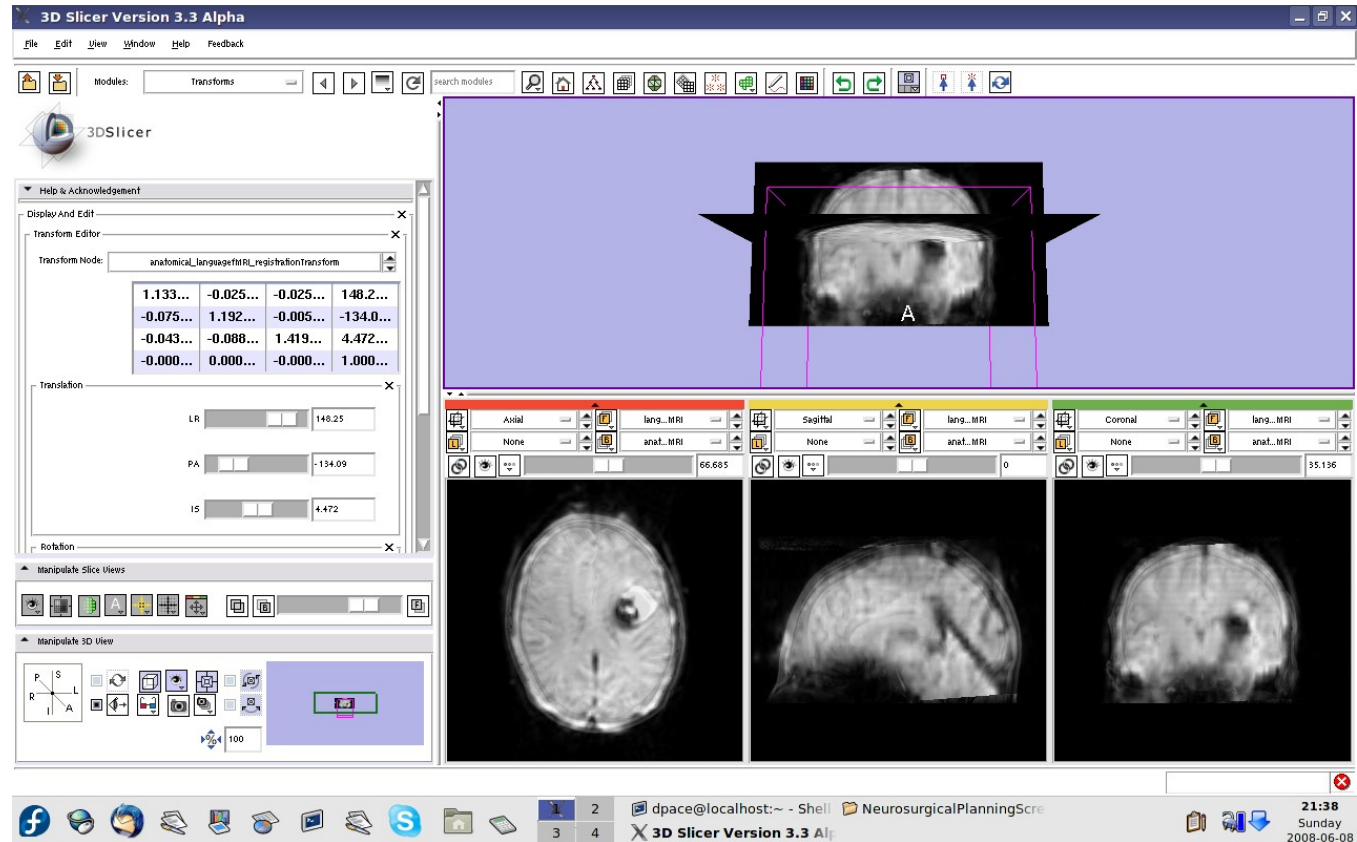 3D Slicer Version 3.3 Alpha
File Edit View Window Help Feedback
Modules: Transforms search modules
3DSlicer
Help & Acknowledgement
Display And Edit
Transform Editor
Transform Node: anatomical_languagefMRI_registrationTransform
1.133... -0.025... -0.025... 148.2...
-0.075... 1.192... -0.005... -134.0...
-0.043... -0.088... 1.419... 4.472...
-0.000... 0.000... -0.000... 1.000...
Translation
LR 148.25
PA -134.09
IS 4.472
Rotation
Manipulate Slice Views
A B F
Manipulate 3D View
P S
R L
I A
% 100
A
Axial F lang...MRI
L None B anat...MRI
66.685
Sagittal F lang...MRI
L None B anat...MRI
0
Coronal F lang...MRI
L None B anat...MRI
35.136
1 2 dpace@localhost:~ - Shell NeurosurgicalPlanningScre
3 4 3D Slicer Version 3.3 Alp
21:38
Sunday
2008-06-08